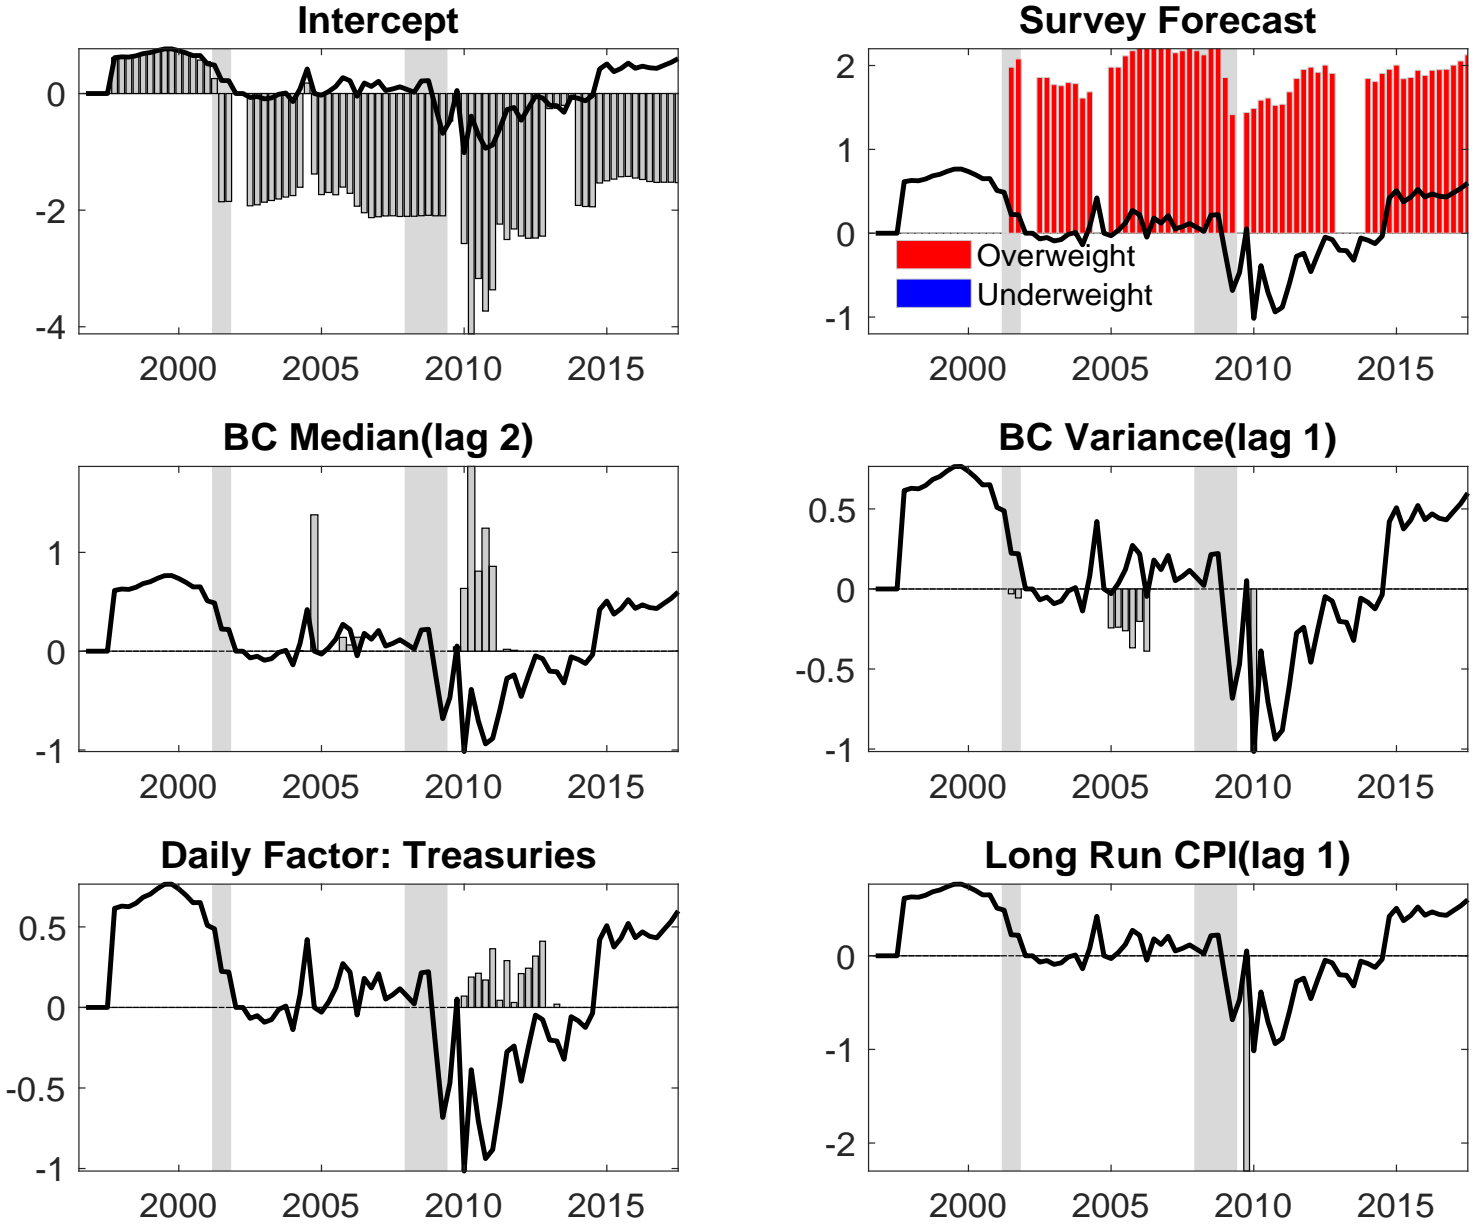 Intercept
0
-2
-4
2000 2005 2010 2015
Survey Forecast
2
1
0
-1
Overweight
Underweight
2000 2005 2010 2015
BC Median(lag 2)
1
0
-1
2000 2005 2010 2015
BC Variance(lag 1)
0.5
0
-0.5
-1
2000 2005 2010 2015
Daily Factor: Treasuries
0.5
0
-0.5
-1
2000 2005 2010 2015
Long Run CPI(lag 1)
0
-1
-2
2000 2005 2010 2015